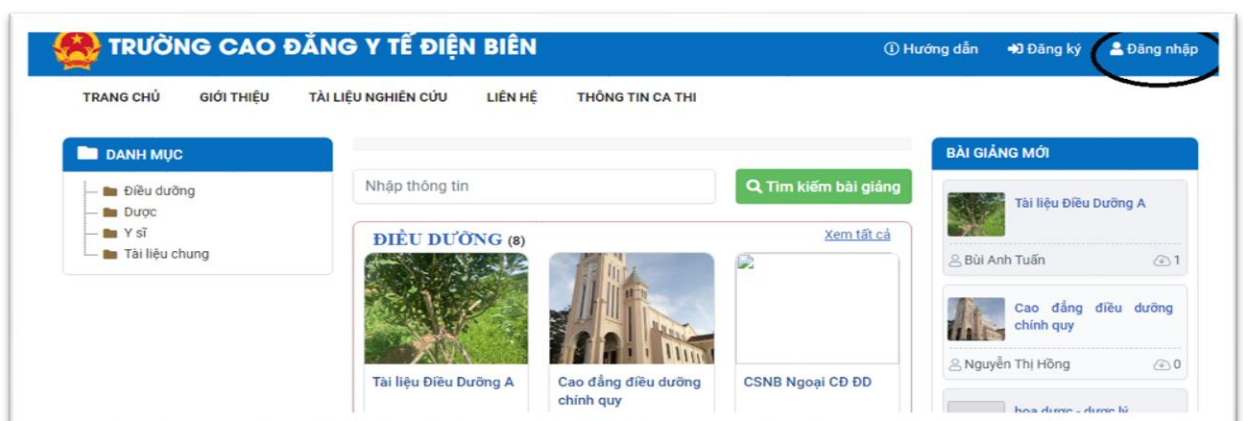 TRƯỜNG CAO ĐẲNG Y TẾ ĐIỆN BIÊN
Hướng dẫn Đăng ký Đăng nhập
TRANG CHỦ GIỚI THIỆU TÀI LIỆU NGHIÊN CỨU LIÊN HỆ THÔNG TIN CA THI
DANH MỤC
Điều dưỡng
Dược
Y sĩ
Tài liệu chung
Nhập thông tin
Tìm kiếm bài giảng
ĐIỀU DƯỠNG (8)
Xem tất cả
Tài liệu Điều Dưỡng A
Cao đẳng điều dưỡng
chính quy
CSNB Ngoại CĐ ĐD
BÀI GIẢNG MỚI
Tài liệu Điều Dưỡng A
Bùi Anh Tuấn 1
Cao đẳng điều dưỡng
chính quy
Nguyễn Thị Hồng 0